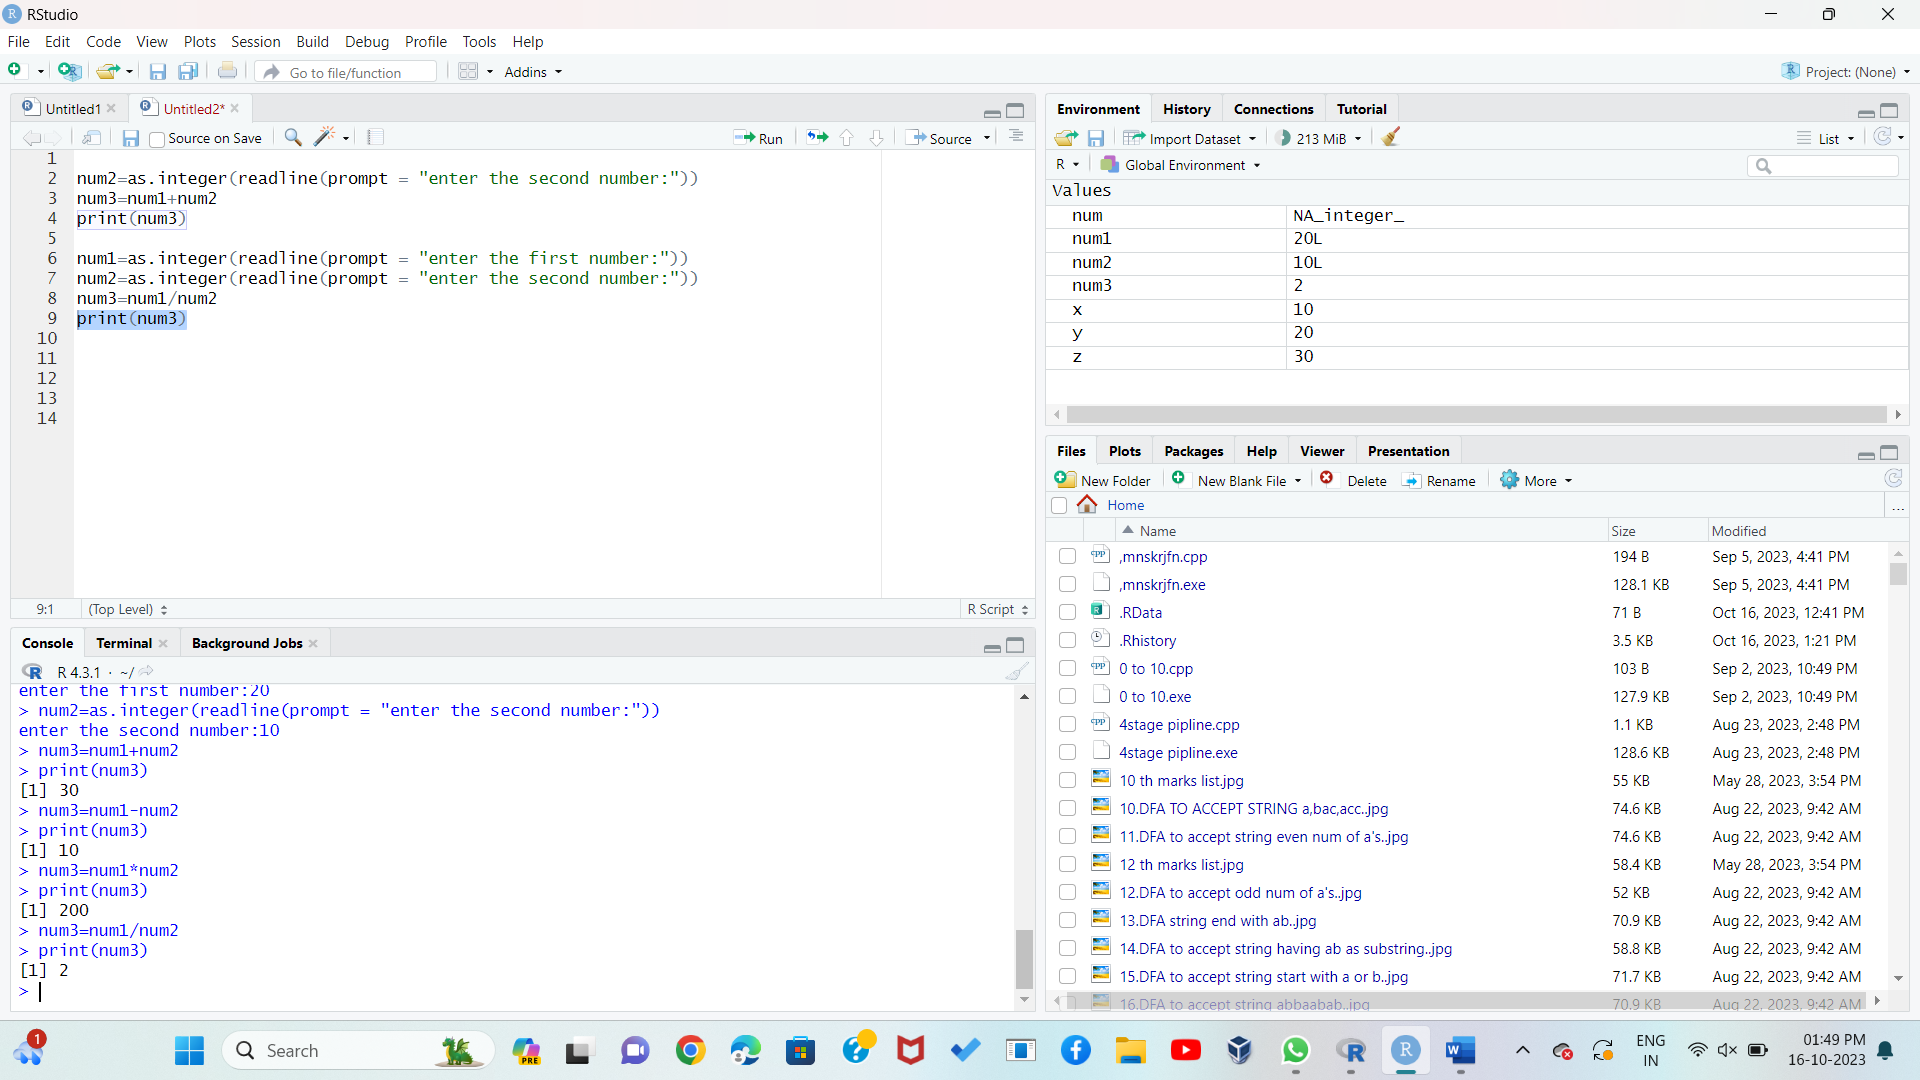 RStudio
File Edit Code View Plots Session Build Debug Profile Tools Help
Go to file/function Addins Project: (None)
Untitled1 Untitled2*
Source on Save Run Source
1
2 num2=as.integer(readline(prompt = "enter the second number:"))
3 num3=num1+num2
4 print(num3)
5
6 num1=as.integer(readline(prompt = "enter the first number:"))
7 num2=as.integer(readline(prompt = "enter the second number:"))
8 num3=num1/num2
9 print(num3)
10
11
12
13
14
9:1 (Top Level) R Script
Console Terminal Background Jobs
R 4.3.1 · ~/
enter the first number:20
> num2=as.integer(readline(prompt = "enter the second number:"))
enter the second number:10
> num3=num1+num2
> print(num3)
[1] 30
> num3=num1-num2
> print(num3)
[1] 10
> num3=num1*num2
> print(num3)
[1] 200
> num3=num1/num2
> print(num3)
[1] 2
>
Environment History Connections Tutorial
Import Dataset 213 MiB List
R Global Environment
Values
num NA_integer_
num1 20L
num2 10L
num3 2
x 10
y 20
z 30
Files Plots Packages Help Viewer Presentation
New Folder New Blank File Delete Rename More
Home ...
Name Size Modified
,mnskrjfn.cpp 194 B Sep 5, 2023, 4:41 PM
,mnskrjfn.exe 128.1 KB Sep 5, 2023, 4:41 PM
.RData 71 B Oct 16, 2023, 12:41 PM
.Rhistory 3.5 KB Oct 16, 2023, 1:21 PM
0 to 10.cpp 103 B Sep 2, 2023, 10:49 PM
0 to 10.exe 127.9 KB Sep 2, 2023, 10:49 PM
4stage pipline.cpp 1.1 KB Aug 23, 2023, 2:48 PM
4stage pipline.exe 128.6 KB Aug 23, 2023, 2:48 PM
10 th marks list.jpg 55 KB May 28, 2023, 3:54 PM
10.DFA TO ACCEPT STRING a,bac,acc..jpg 74.6 KB Aug 22, 2023, 9:42 AM
11.DFA to accept string even num of a's..jpg 74.6 KB Aug 22, 2023, 9:42 AM
12 th marks list.jpg 58.4 KB May 28, 2023, 3:54 PM
12.DFA to accept odd num of a's..jpg 52 KB Aug 22, 2023, 9:42 AM
13.DFA string end with ab..jpg 70.9 KB Aug 22, 2023, 9:42 AM
14.DFA to accept string having ab as substring..jpg 58.8 KB Aug 22, 2023, 9:42 AM
15.DFA to accept string start with a or b..jpg 71.7 KB Aug 22, 2023, 9:42 AM
16.DFA to accept string abbaabab..jpg 70.9 KB Aug 22, 2023, 9:42 AM
1 Search PRE ENG IN 01:49 PM 16-10-2023